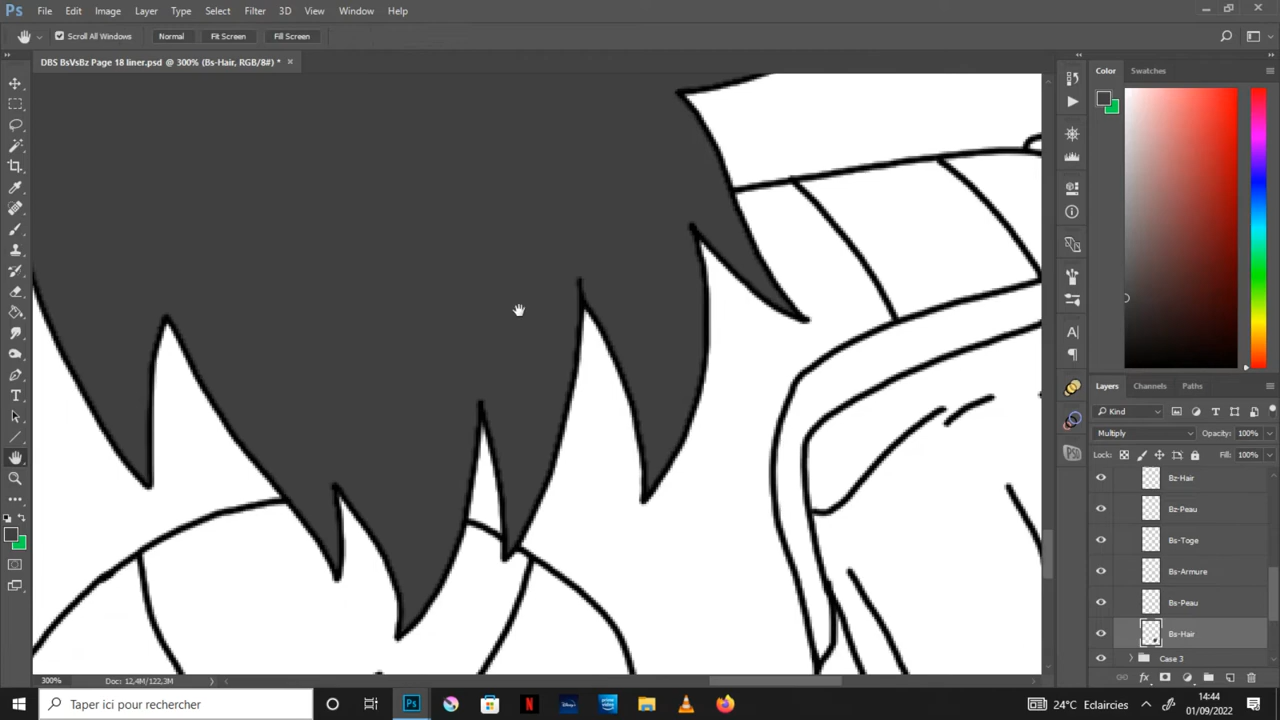 Ps File Edit Image Layer Type Select Filter 3D View Window Help
Scroll All Windows Normal Fit Screen Fill Screen
DBS BsVsBz Page 18 liner.psd @ 300% (Bs-Hair, RGB/8#) *
Color Swatches
Layers Channels Paths
Kind
Multiply Opacity: 100%
Lock: Fill: 100%
Bz-Hair
Bz-Peau
Bs-Toge
Bs-Armure
Bs-Peau
Bs-Hair
Case 3
300% Doc: 12,4M/122,3M
Taper ici pour rechercher
24°C Eclaircies
14:44
01/09/2022